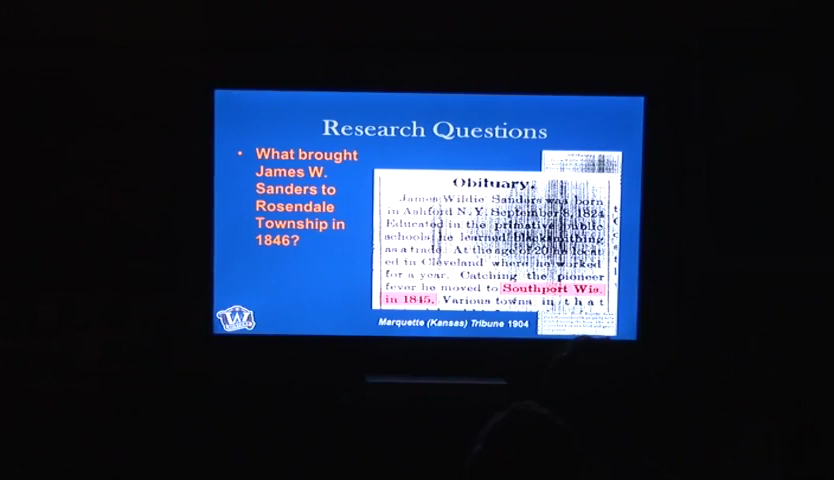 Research Questions
• What brought
James W.
Sanders to
Rosendale
Township in
1846?
Obituary.
James Wildie Sanders was born
in Ashford N.Y. September 8, 1824
Educated in the primative public
schools he learned blacksmithing
as a trade. At the age of 20 he locat
ed in Cleveland where he worked
for a year. Catching the pioneer
fever he moved to Southport Wis.
in 1845. Various towns in that
Marquette (Kansas) Tribune 1904
W